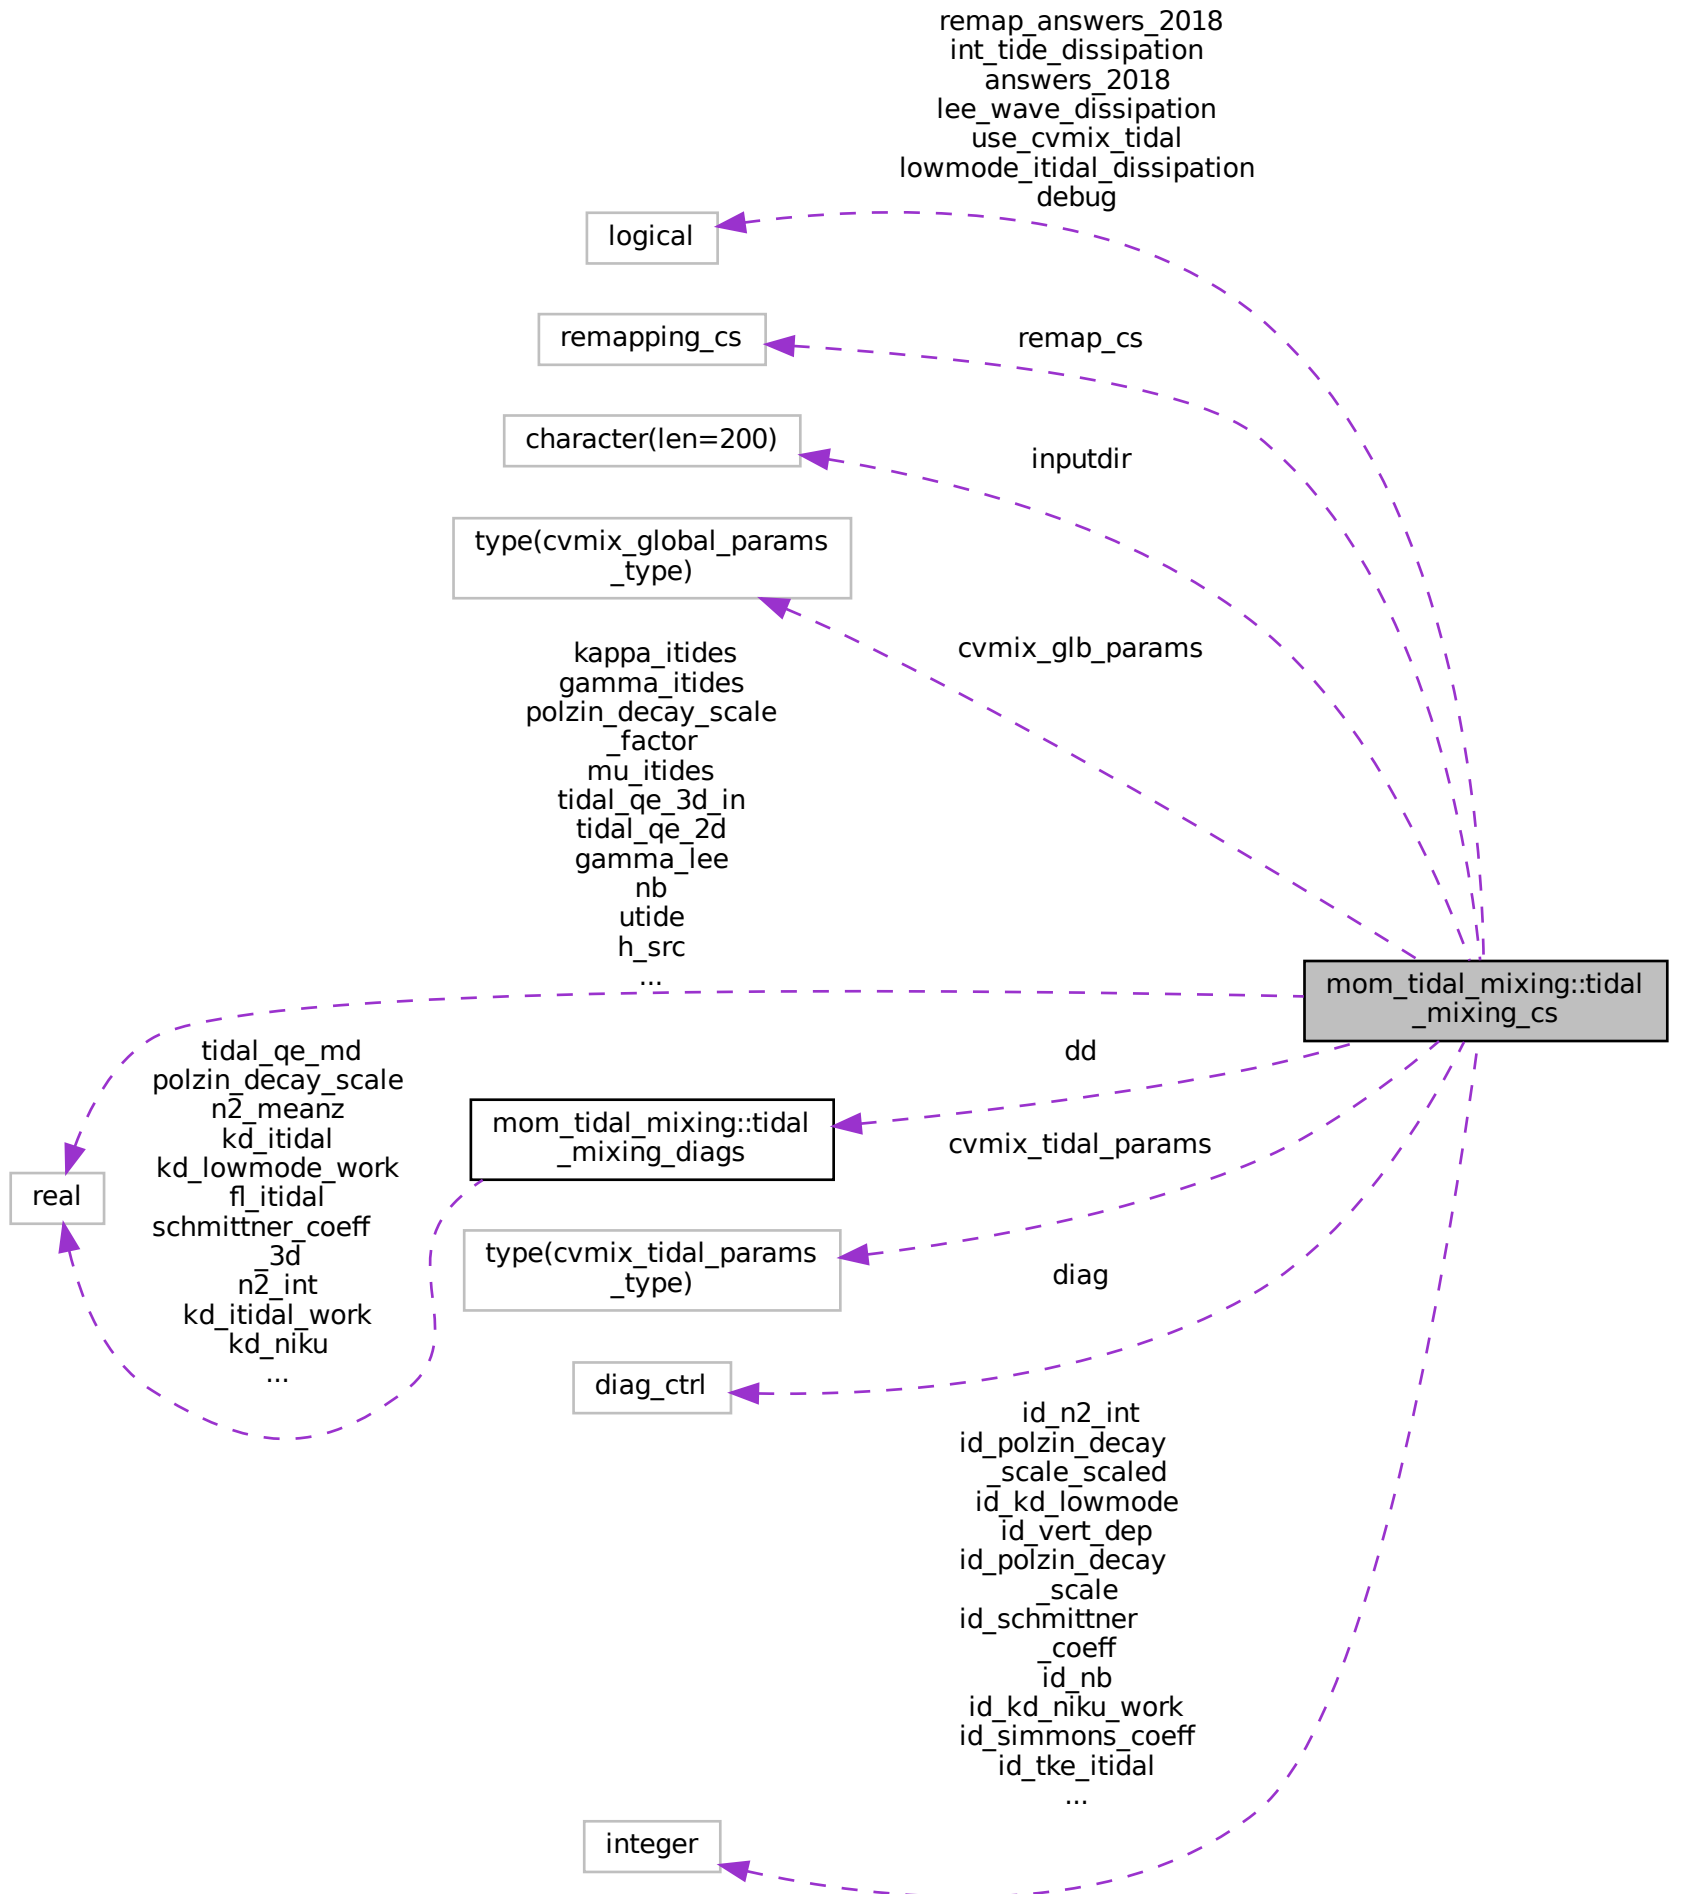 remap_answers_2018
int_tide_dissipation
answers_2018
lee_wave_dissipation
use_cvmix_tidal
lowmode_itidal_dissipation
debug
logical
remapping_cs
remap_cs
character(len=200)
inputdir
type(cvmix_global_params
_type)
cvmix_glb_params
kappa_itides
gamma_itides
polzin_decay_scale
_factor
mu_itides
tidal_qe_3d_in
tidal_qe_2d
gamma_lee
nb
utide
h_src
...
mom_tidal_mixing::tidal
_mixing_cs
tidal_qe_md
polzin_decay_scale
n2_meanz
kd_itidal
kd_lowmode_work
fl_itidal
schmittner_coeff
_3d
n2_int
kd_itidal_work
kd_niku
...
real
dd
mom_tidal_mixing::tidal
_mixing_diags
cvmix_tidal_params
type(cvmix_tidal_params
_type)
diag
diag_ctrl
id_n2_int
id_polzin_decay
_scale_scaled
id_kd_lowmode
id_vert_dep
id_polzin_decay
_scale
id_schmittner
_coeff
id_nb
id_kd_niku_work
id_simmons_coeff
id_tke_itidal
...
integer